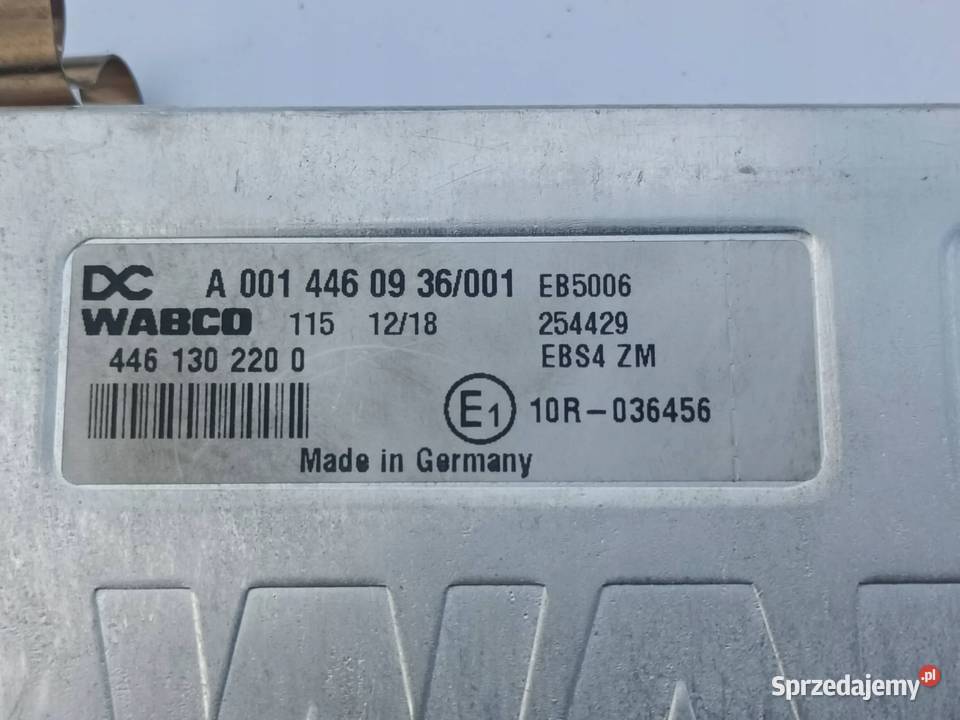 DC A 001 446 09 36/001 EB5006
WABCO 115 12/18 254429
446 130 220 0 EBS4 ZM
E1 10R-036456
Made in Germany
Sprzedajemy.pl